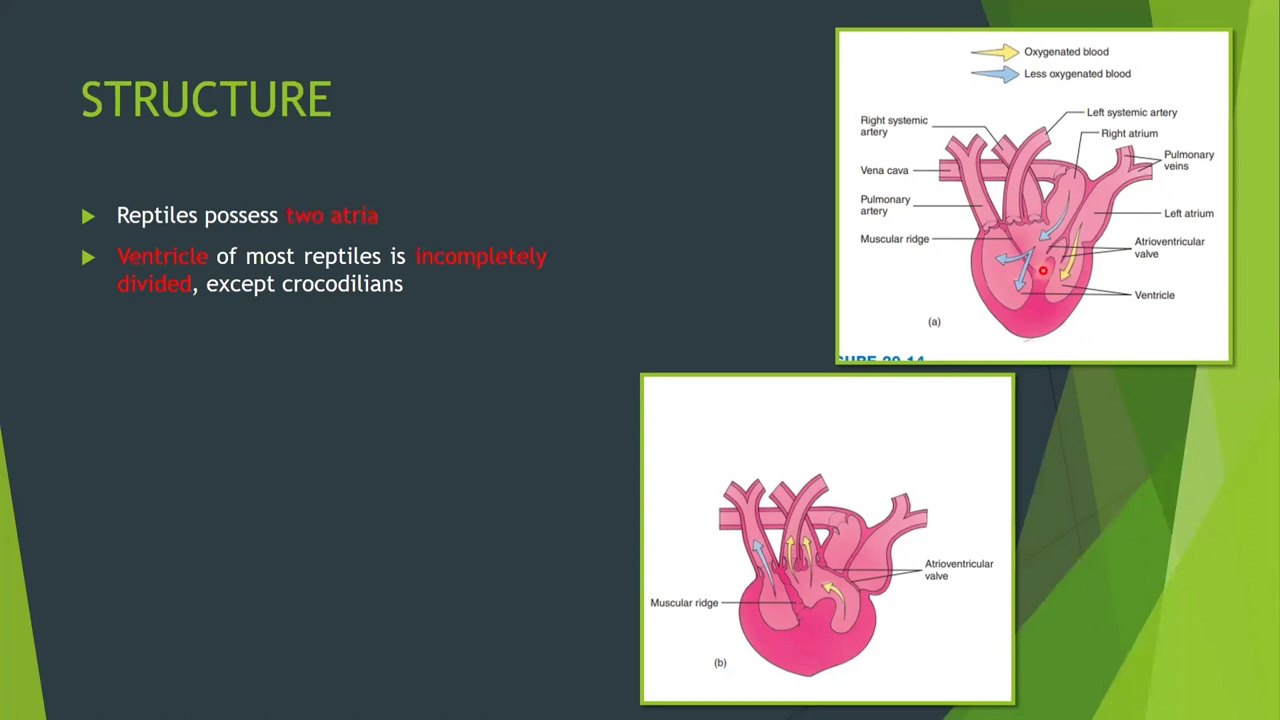 STRUCTURE
Reptiles possess two atria
Ventricle of most reptiles is incompletely
divided, except crocodilians
Oxygenated blood
Less oxygenated blood
Left systemic artery
Right systemic
artery
Right atrium
Pulmonary
veins
Vena cava
Pulmonary
artery
Left atrium
Muscular ridge
Atrioventricular
valve
Ventricle
(a)
Atrioventricular
valve
Muscular ridge
(b)